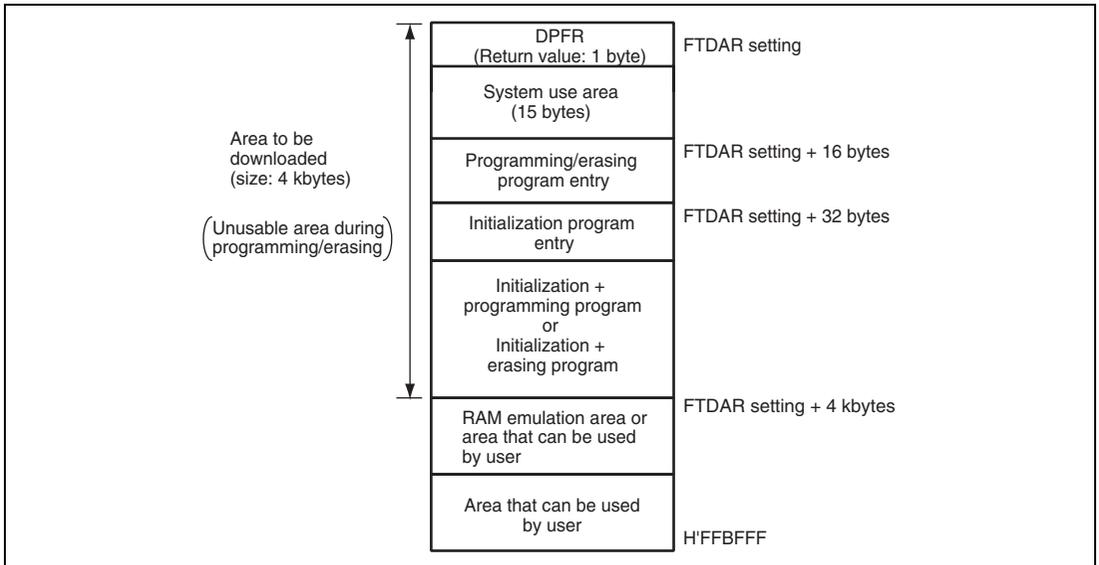 DPFR
(Return value: 1 byte)
FTDAR setting
System use area
(15 bytes)
Area to be
downloaded
(size: 4 kbytes)
(Unusable area during
programming/erasing)
Programming/erasing
program entry
FTDAR setting + 16 bytes
Initialization program
entry
FTDAR setting + 32 bytes
Initialization +
programming program
or
Initialization +
erasing program
FTDAR setting + 4 kbytes
RAM emulation area or
area that can be used
by user
Area that can be used
by user
H'FFBFFF